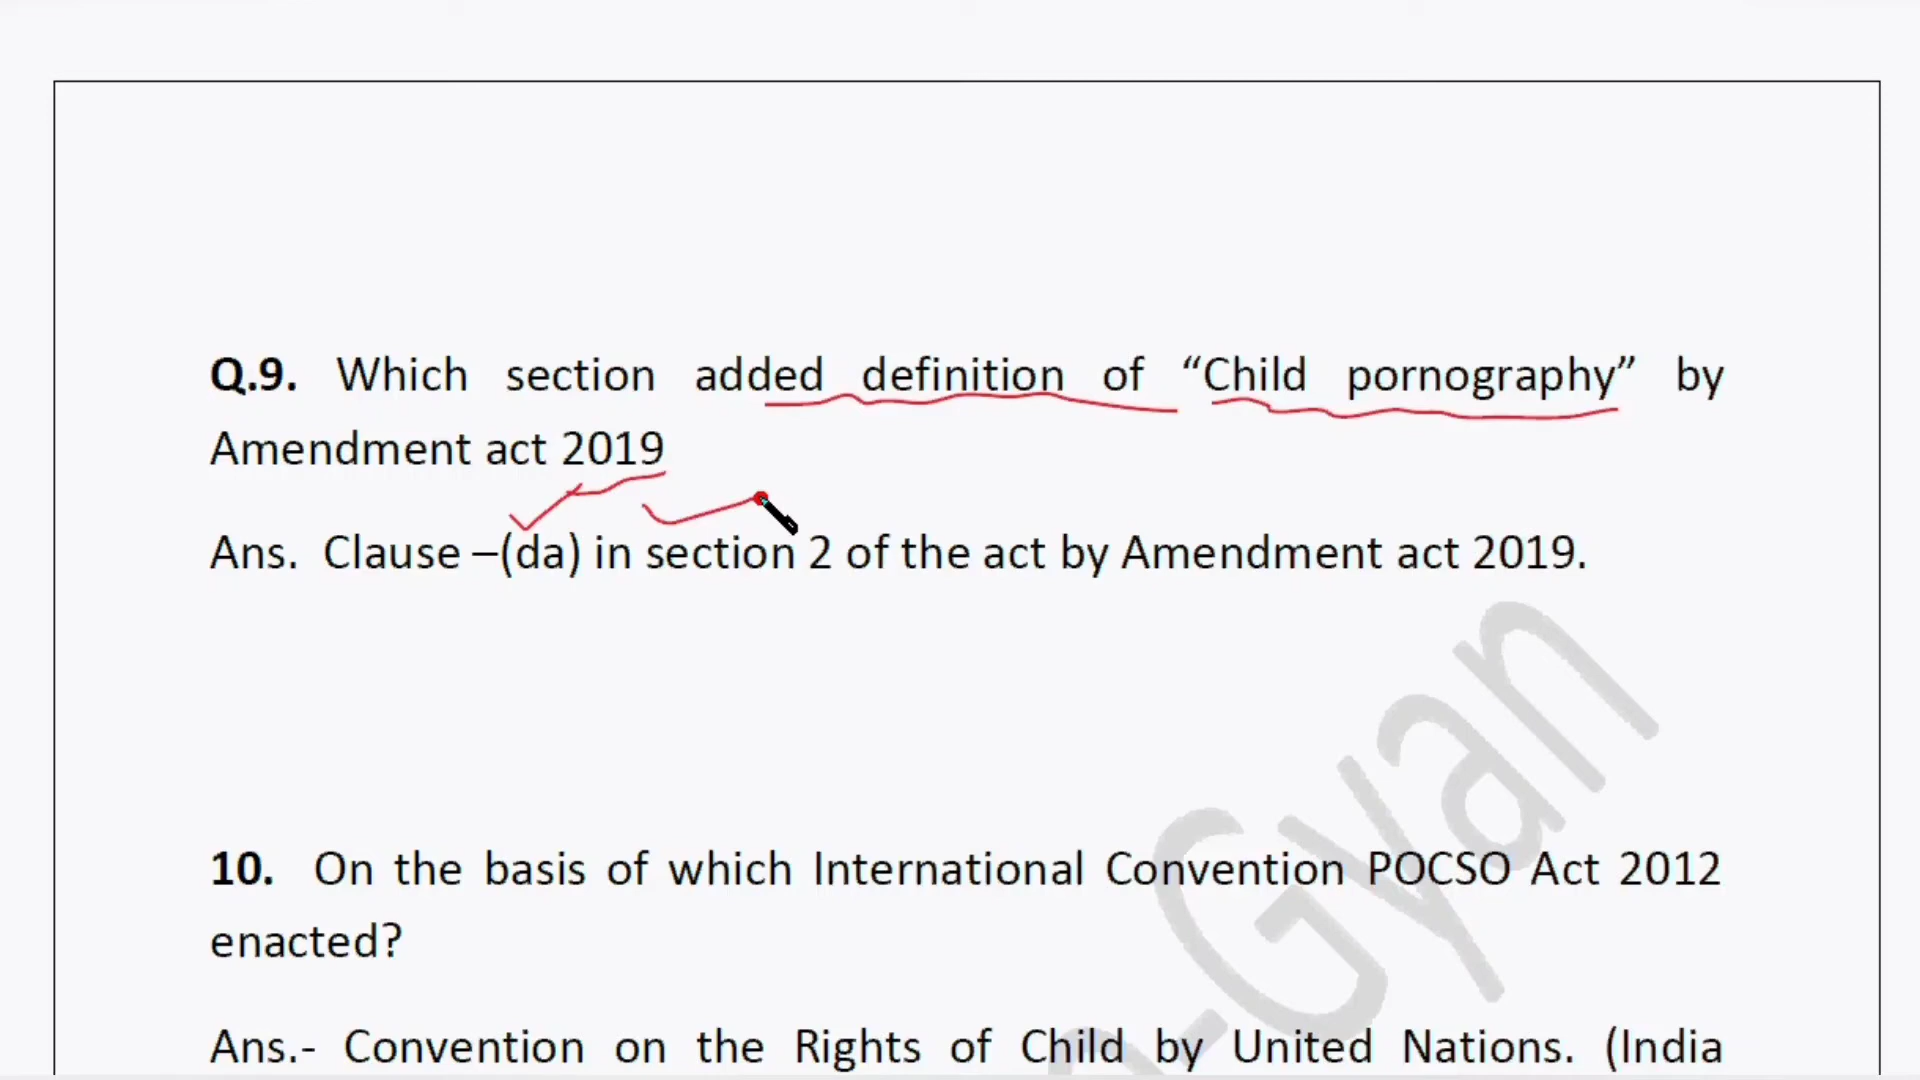 Q.9. Which section added definition of “Child pornography” by
Amendment act 2019
Ans. Clause –(da) in section 2 of the act by Amendment act 2019.
10. On the basis of which International Convention POCSO Act 2012
enacted?
Ans.- Convention on the Rights of Child by United Nations. (India
-Gyan